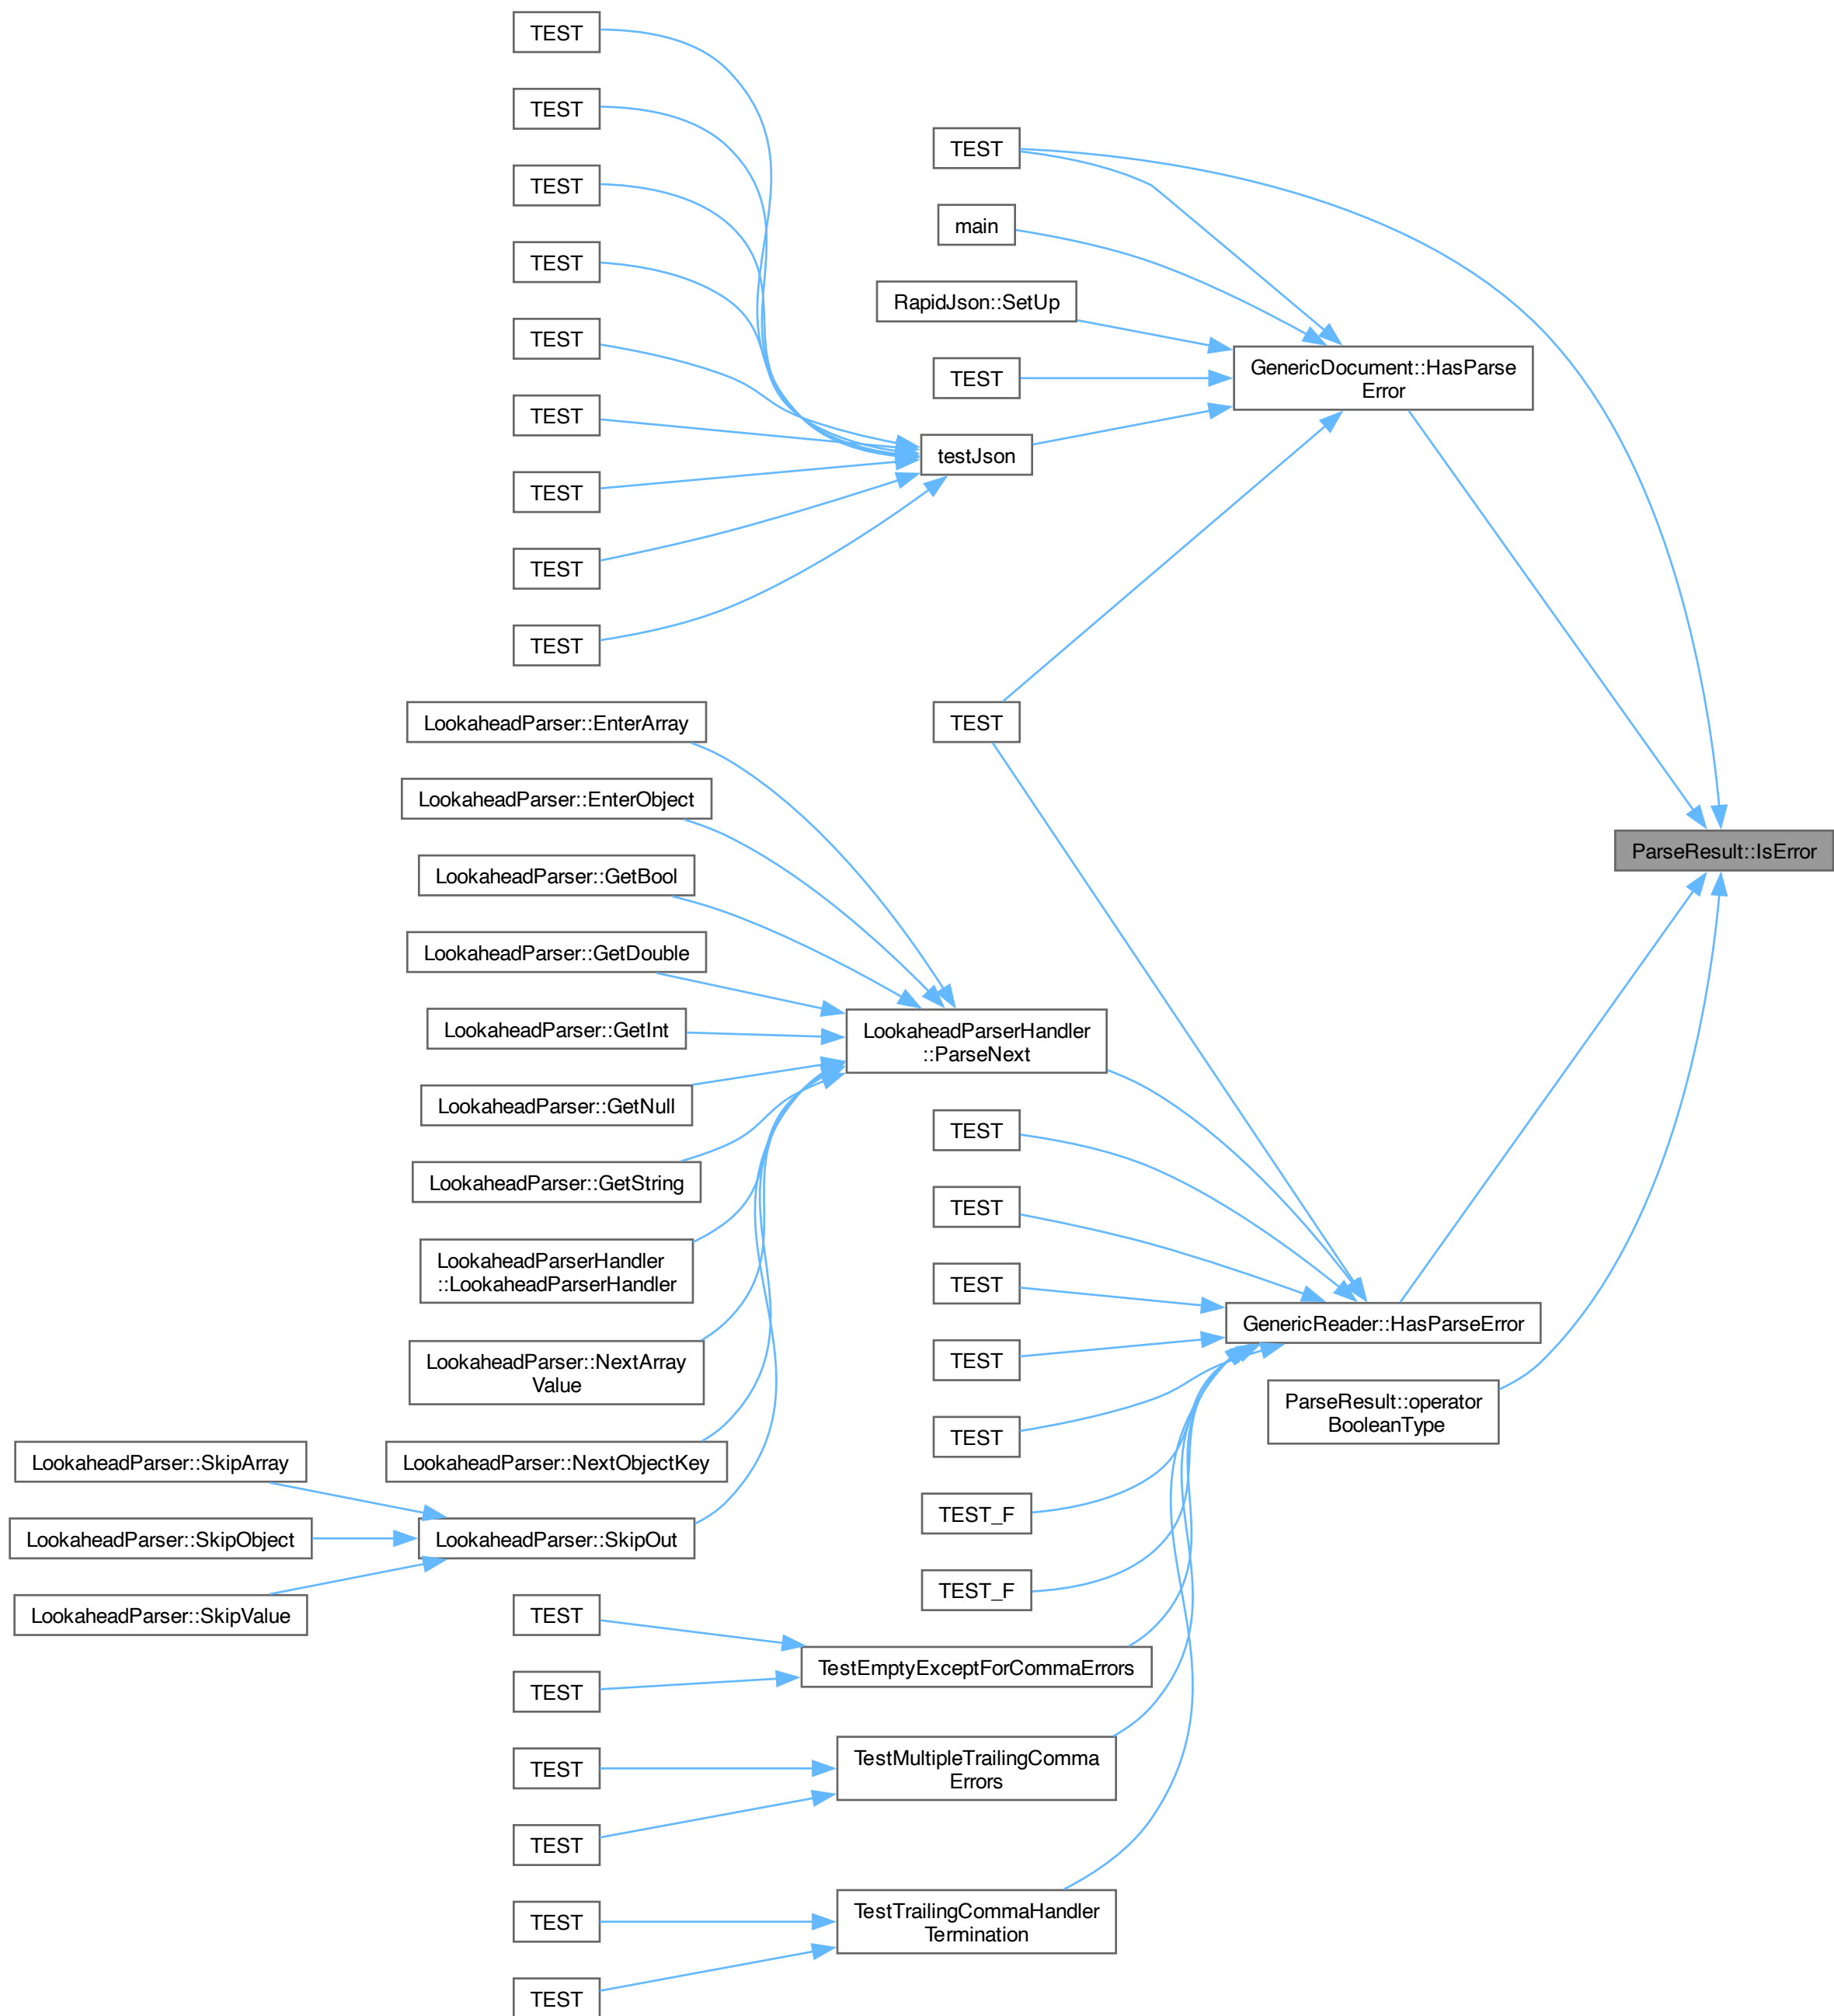 TEST
TEST
TEST
TEST
TEST
TEST
TEST
TEST
TEST
TEST
main
RapidJson::SetUp
TEST
testJson
TEST
GenericDocument::HasParse
Error
ParseResult::IsError
LookaheadParser::EnterArray
LookaheadParser::EnterObject
LookaheadParser::GetBool
LookaheadParser::GetDouble
LookaheadParser::GetInt
LookaheadParser::GetNull
LookaheadParser::GetString
LookaheadParserHandler
::LookaheadParserHandler
LookaheadParser::NextArray
Value
LookaheadParser::NextObjectKey
LookaheadParser::SkipOut
LookaheadParser::SkipArray
LookaheadParser::SkipObject
LookaheadParser::SkipValue
LookaheadParserHandler
::ParseNext
TEST
TEST
TEST
TEST
TEST
TEST_F
TEST_F
GenericReader::HasParseError
ParseResult::operator
BooleanType
TestEmptyExceptForCommaErrors
TEST
TEST
TestMultipleTrailingComma
Errors
TEST
TEST
TestTrailingCommaHandler
Termination
TEST
TEST